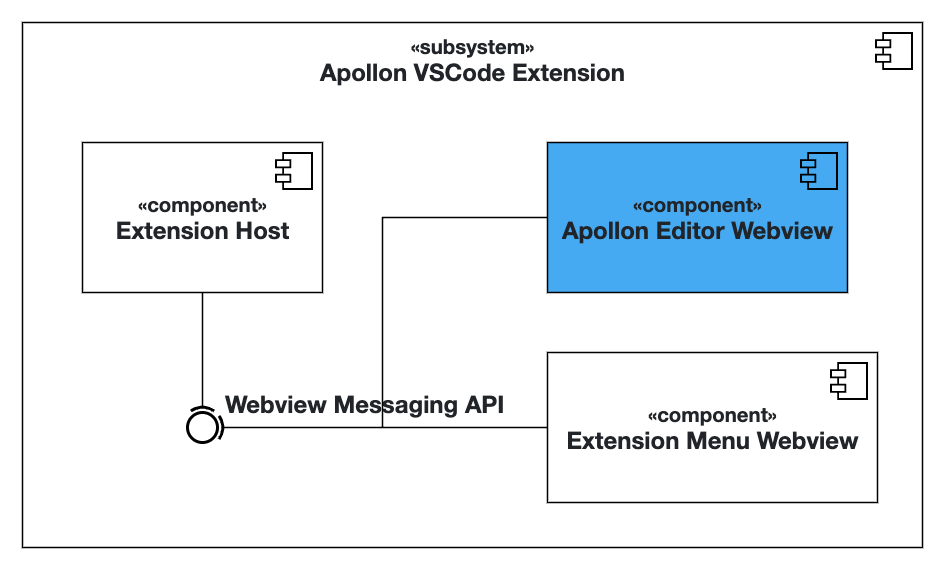 «subsystem»
Apollon VSCode Extension
«component»
Extension Host
«component»
Apollon Editor Webview
Webview Messaging API
«component»
Extension Menu Webview